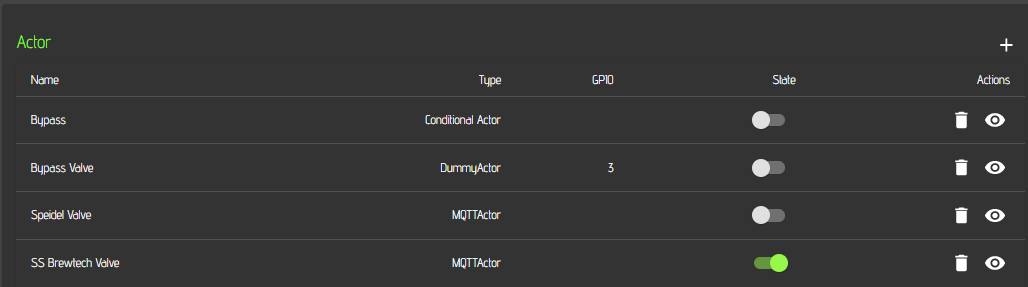 Actor
Name Type GPIO State Actions
Bypass Conditional Actor
Bypass Valve DummyActor 3
Speidel Valve MQTTActor
SS Brewtech Valve MQTTActor